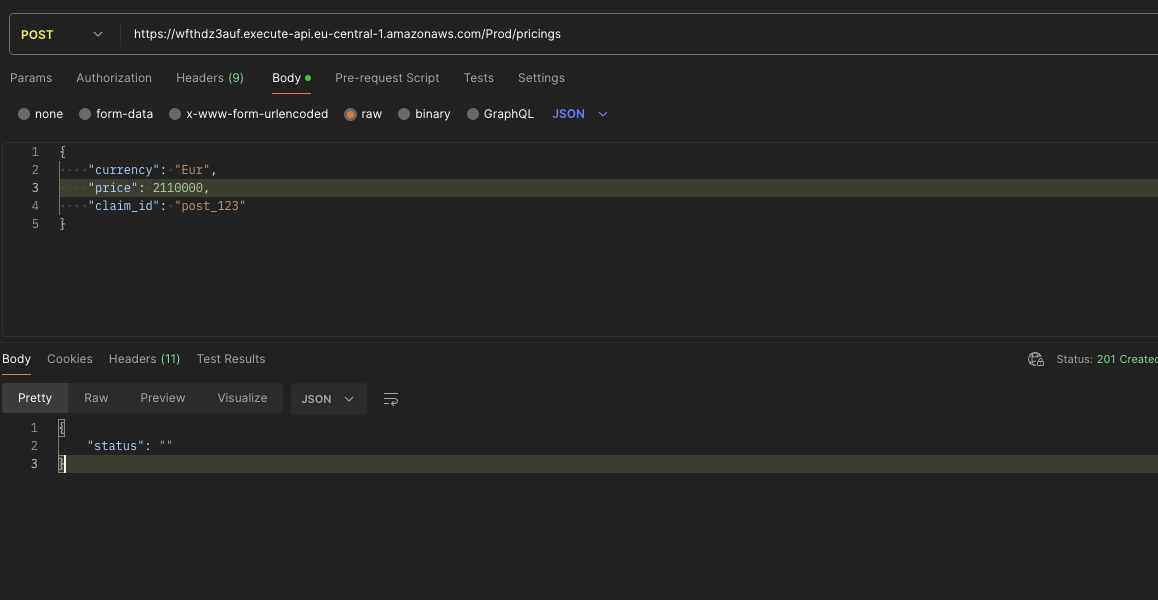 POST https://wfthdz3auf.execute-api.eu-central-1.amazonaws.com/Prod/pricings
Params Authorization Headers (9) Body Pre-request Script Tests Settings
none form-data x-www-form-urlencoded raw binary GraphQL JSON
1 {
2 "currency": "Eur",
3 "price": 2110000,
4 "claim_id": "post_123"
5 }
Body Cookies Headers (11) Test Results Status: 201 Created
Pretty Raw Preview Visualize JSON
1 {
2 "status": ""
3 }